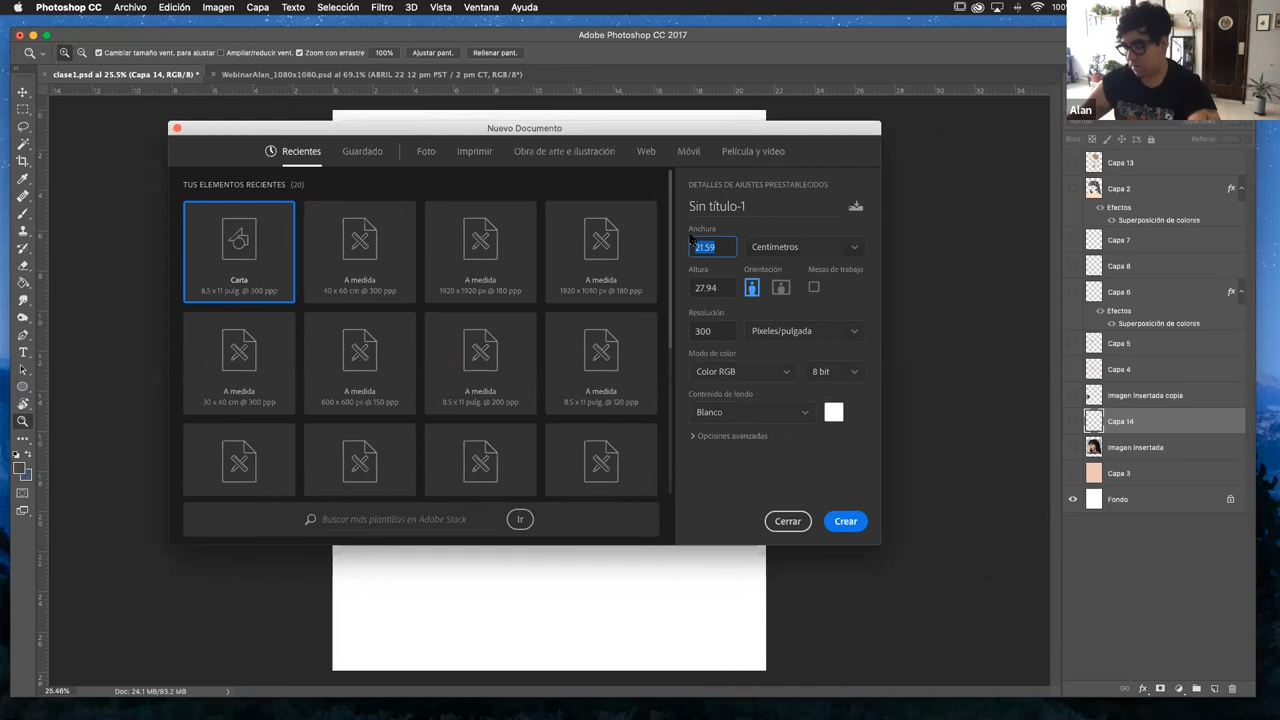 Photoshop CC Archivo Edición Imagen Capa Texto Selección Filtro 3D Vista Ventana Ayuda
Adobe Photoshop CC 2017
Cambiar tamaño vent. para ajustar Ampliar/reducir vent. Zoom con arrastre 100% Ajustar pant. Rellenar pant.
clase1.psd al 25.5% (Capa 14, RGB/8) * WebinarAlan_1080x1080.psd al 69.1% (ABRIL 22 12 pm PST / 2 pm CT, RGB/8*)
Alan
Nuevo Documento
Recientes Guardado Foto Imprimir Obra de arte e ilustración Web Móvil Película y vídeo
TUS ELEMENTOS RECIENTES (20)
Carta
8.5 x 11 pulg. @ 300 ppp
A medida
40 x 60 cm @ 300 ppp
A medida
1920 x 1920 px @ 180 ppp
A medida
1920 x 1080 px @ 180 ppp
A medida
30 x 40 cm @ 300 ppp
A medida
600 x 600 px @ 150 ppp
A medida
8.5 x 11 pulg. @ 200 ppp
A medida
8.5 x 11 pulg. @ 120 ppp
Buscar más plantillas en Adobe Stock Ir
DETALLES DE AJUSTES PREESTABLECIDOS
Sin título-1
Anchura
21.59 Centímetros
Altura Orientación Mesas de trabajo
27.94
Resolución
300 Píxeles/pulgada
Modo de color
Color RGB 8 bit
Contenido de fondo
Blanco
Opciones avanzadas
Cerrar Crear
Capa 13
Capa 2 fx
Efectos
Superposición de colores
Capa 7
Capa 8
Capa 6 fx
Efectos
Superposición de colores
Capa 5
Capa 4
Imagen Insertada copia
Capa 14
Imagen Insertada
Capa 3
Fondo
25.46% Doc: 24.1 MB/93.2 MB